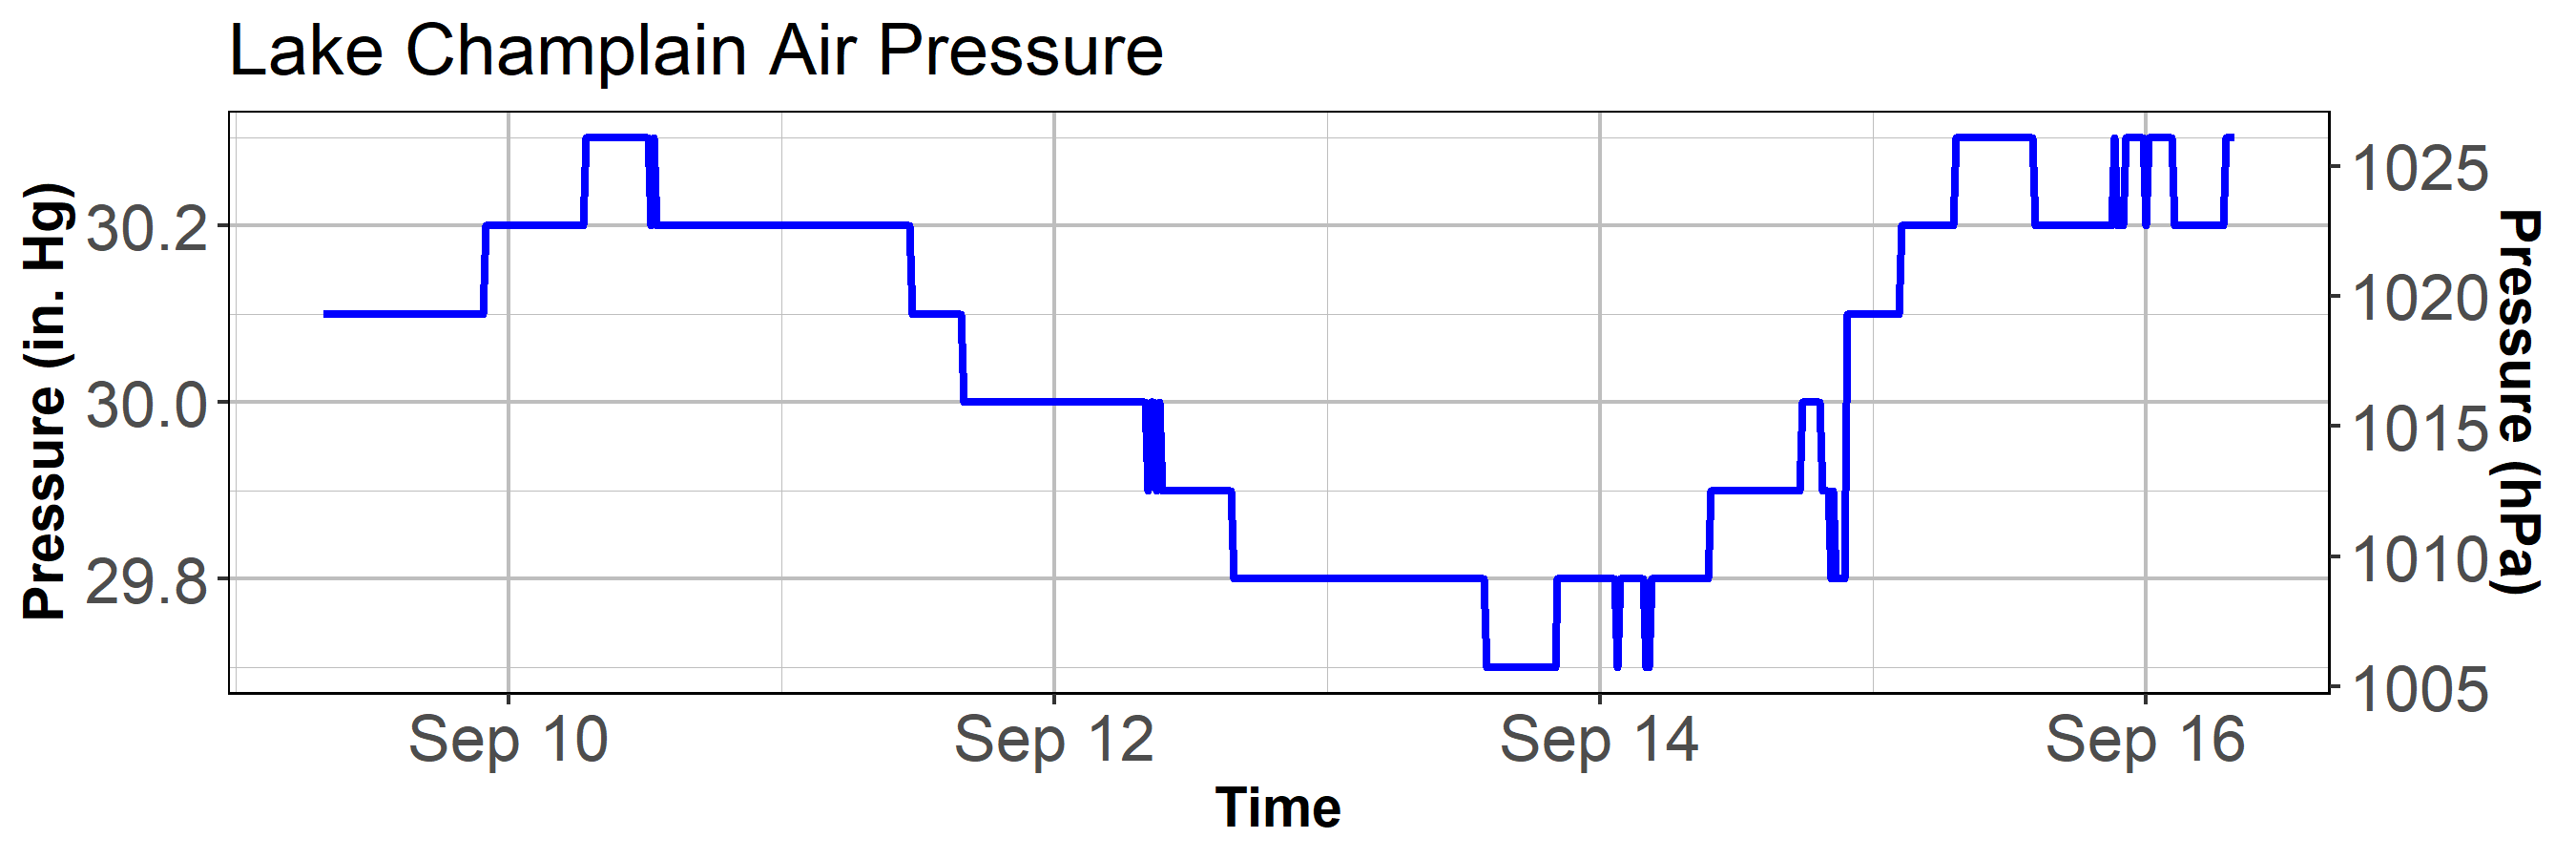 Lake Champlain Air Pressure
Pressure (in. Hg)
30.2
30.0
29.8
1025
1020
1015
1010
1005
Pressure (hPa)
Sep 10
Sep 12
Sep 14
Sep 16
Time